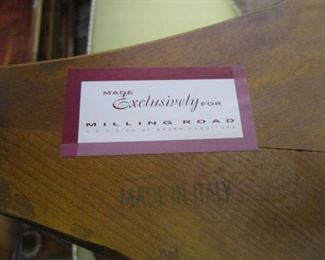 MADE
Exclusively FOR
MILLING ROAD
A DIVISION OF BAKER FURNITURE
MADE IN ITALY